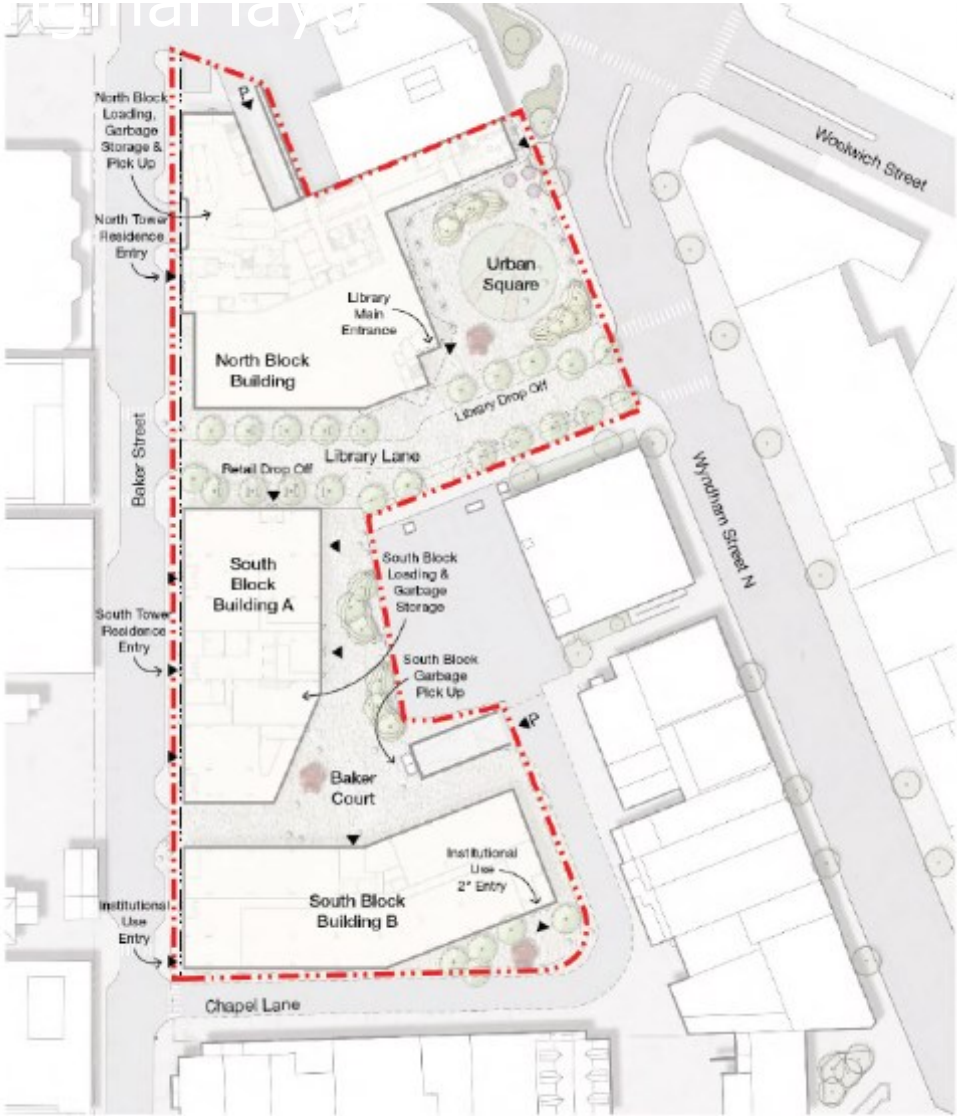 North Block
Loading,
Garbage
Storage &
Pick Up
North Tower
Residence
Entry
Woolwich Street
Urban
Square
Library
Main
Entrance
North Block
Building
Library Drop Off
Library Lane
Retail Drop Off
Baker Street
Wyndham Street N
South
Block
Building A
South Block
Loading &
Garbage
Storage
South Tower
Residence
Entry
South Block
Garbage
Pick Up
P
P
Baker
Court
Institutional
Use
2° Entry
South Block
Building B
Institutional
Use
Entry
Chapel Lane